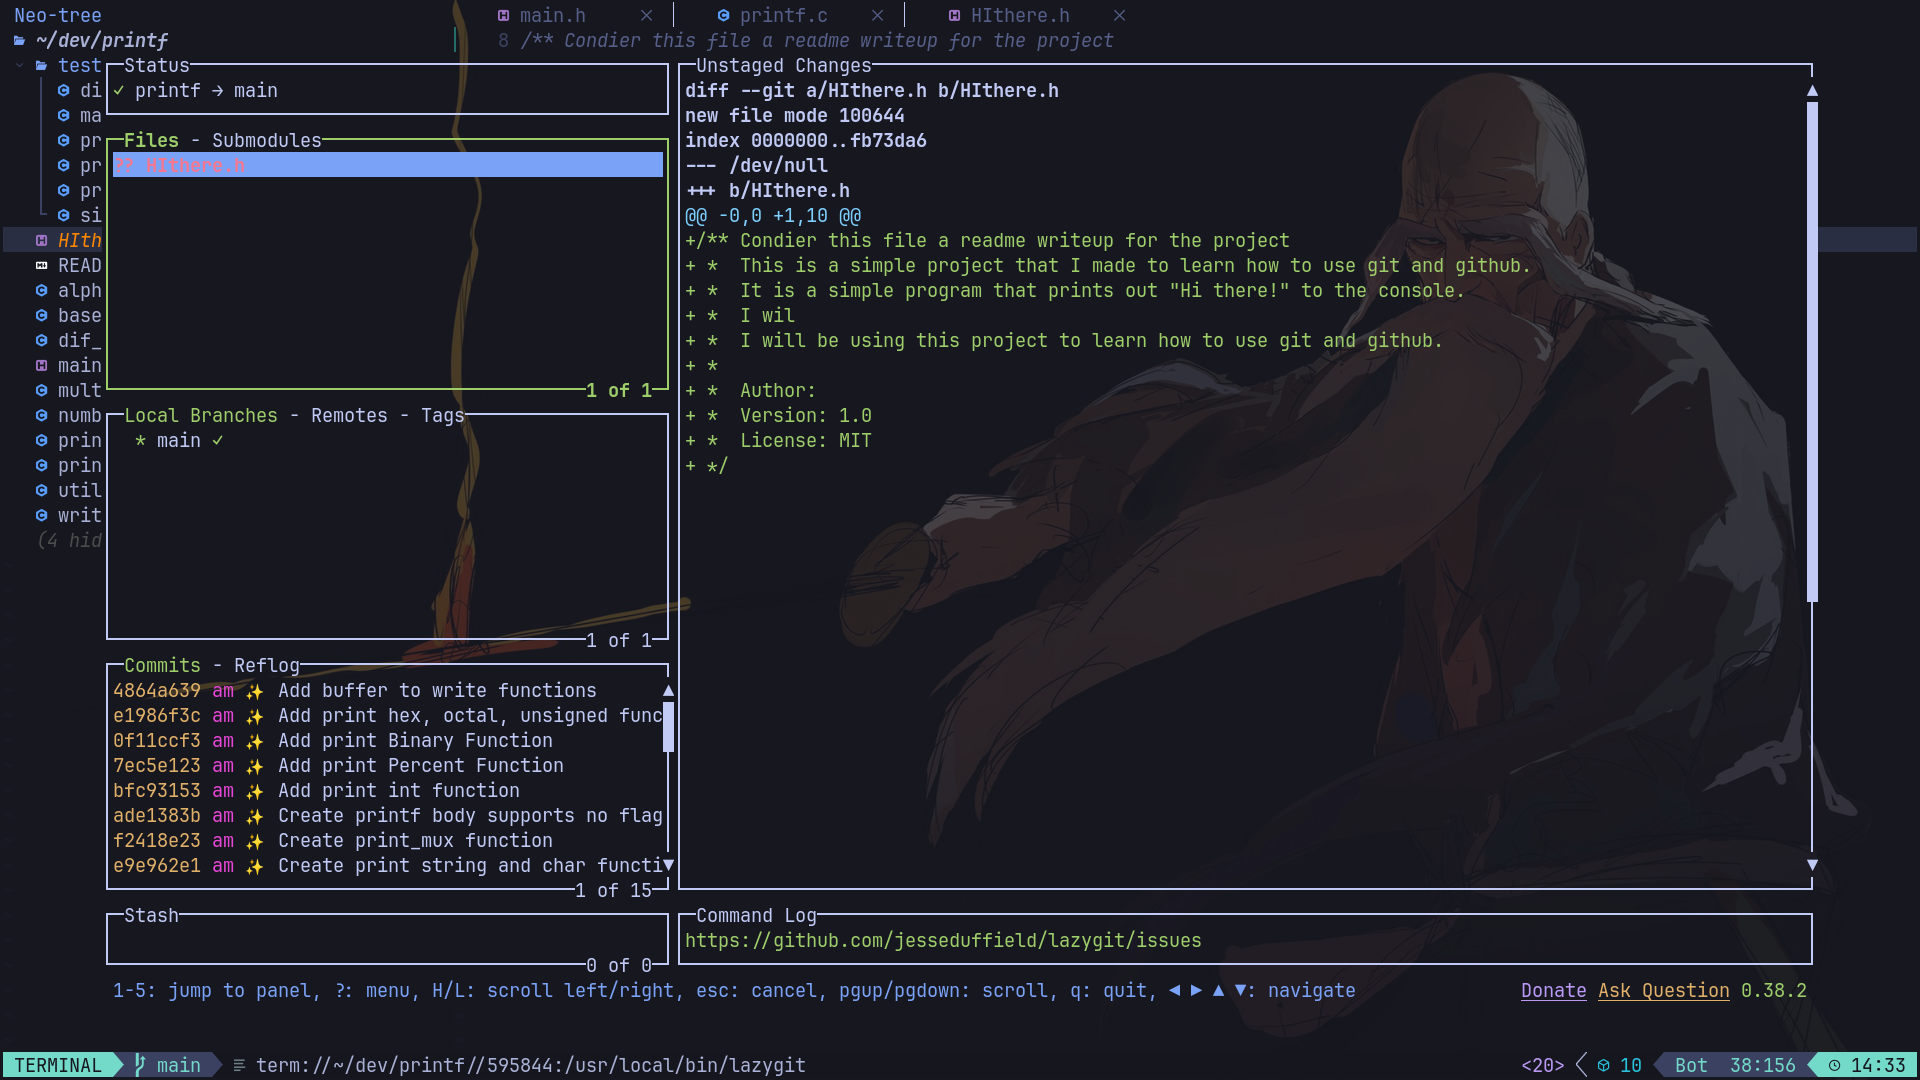 Neo-tree
main.h
printf.c
HIthere.h
~/dev/printf
8 /** Condier this file a readme writeup for the project
test
di
ma
pr
pr
pr
si
HIth
READ
alph
base
dif_
main
mult
numb
prin
prin
util
writ
(4 hid
Status
✓ printf → main
Files - Submodules
?? HIthere.h
1 of 1
Local Branches - Remotes - Tags
* main ✓
1 of 1
Commits - Reflog
4864a639 am ✨ Add buffer to write functions
e1986f3c am ✨ Add print hex, octal, unsigned func
0f11ccf3 am ✨ Add print Binary Function
7ec5e123 am ✨ Add print Percent Function
bfc93153 am ✨ Add print int function
ade1383b am ✨ Create printf body supports no flag
f2418e23 am ✨ Create print_mux function
e9e962e1 am ✨ Create print string and char functi
1 of 15
Stash
0 of 0
Unstaged Changes
diff --git a/HIthere.h b/HIthere.h
new file mode 100644
index 0000000..fb73da6
--- /dev/null
+++ b/HIthere.h
@@ -0,0 +1,10 @@
+/** Condier this file a readme writeup for the project
+ *  This is a simple project that I made to learn how to use git and github.
+ *  It is a simple program that prints out "Hi there!" to the console.
+ *  I wil
+ *  I will be using this project to learn how to use git and github.
+ *
+ *  Author:
+ *  Version: 1.0
+ *  License: MIT
+ */
Command Log
https://github.com/jesseduffield/lazygit/issues
1-5: jump to panel, ?: menu, H/L: scroll left/right, esc: cancel, pgup/pgdown: scroll, q: quit, ◄ ► ▲ ▼: navigate
Donate Ask Question 0.38.2
TERMINAL main term://~/dev/printf//595844:/usr/local/bin/lazygit
<20> 10 Bot 38:156 14:33